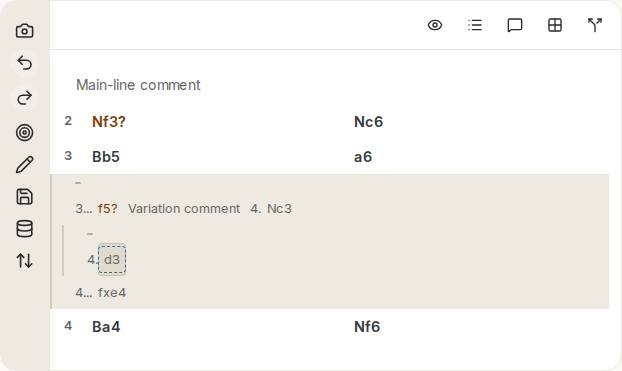 Main-line comment
2 Nf3? Nc6
3 Bb5 a6
–
3... f5? Variation comment 4. Nc3
–
4. d3
4... fxe4
4 Ba4 Nf6